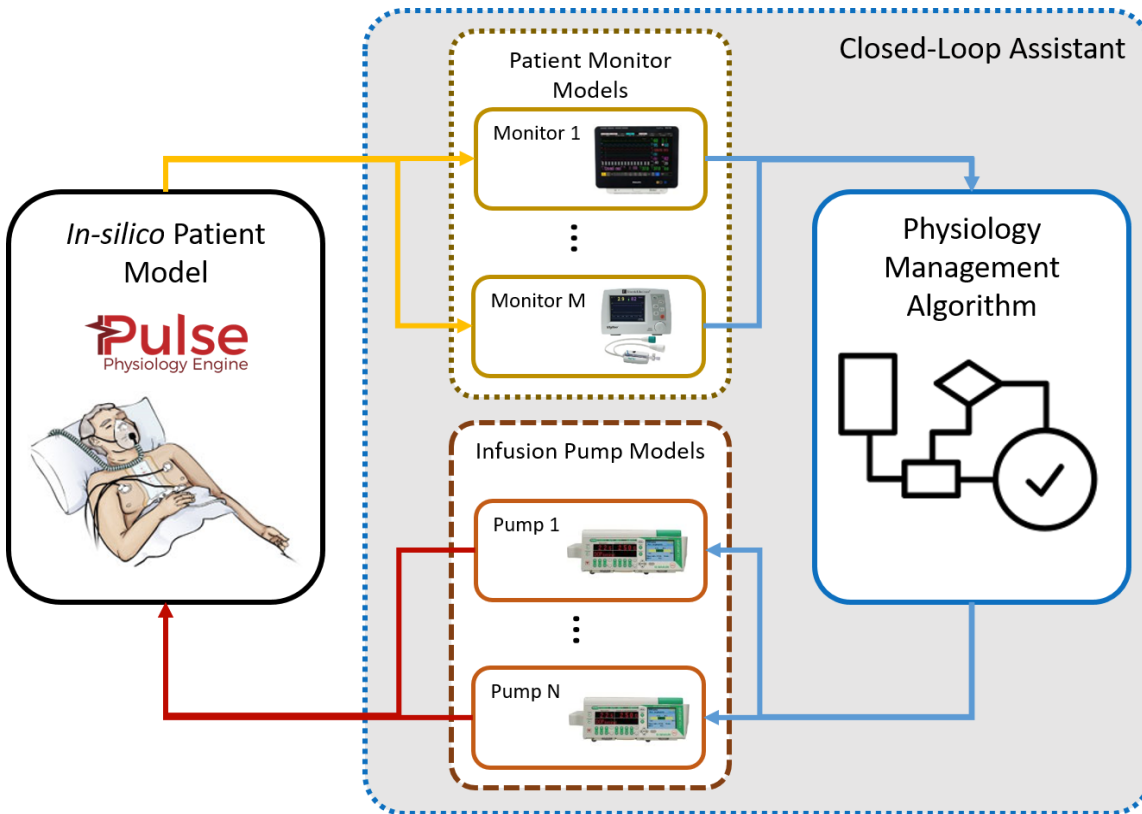 Closed-Loop Assistant
Patient Monitor
Models
Monitor 1
Monitor M
In-silico Patient
Model
Pulse
Physiology Engine
Physiology
Management
Algorithm
Infusion Pump Models
Pump 1
Pump N